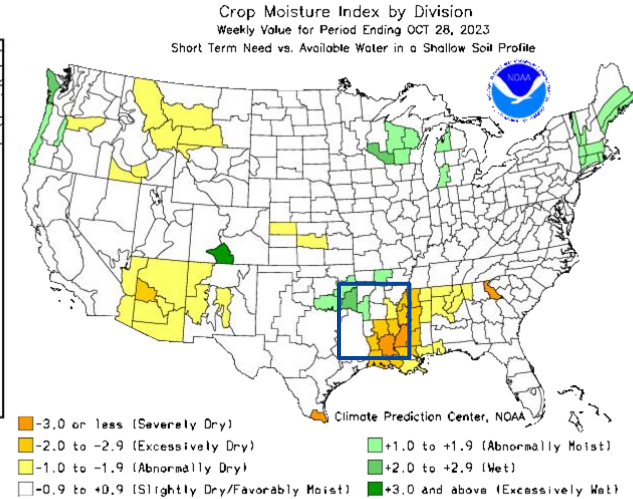 Crop Moisture Index by Division
Weekly Value for Period Ending OCT 28, 2023
Short Term Need vs. Available Water in a Shallow Soil Profile
NOAA
Climate Prediction Center, NOAA
-3.0 or less (Severely Dry)
-2.0 to -2.9 (Excessively Dry)
-1.0 to -1.9 (Abnormally Dry)
-0.9 to +0.9 (Slightly Dry/Favorably Moist)
+1.0 to +1.9 (Abnormally Moist)
+2.0 to +2.9 (Wet)
+3.0 and above (Excessively Wet)